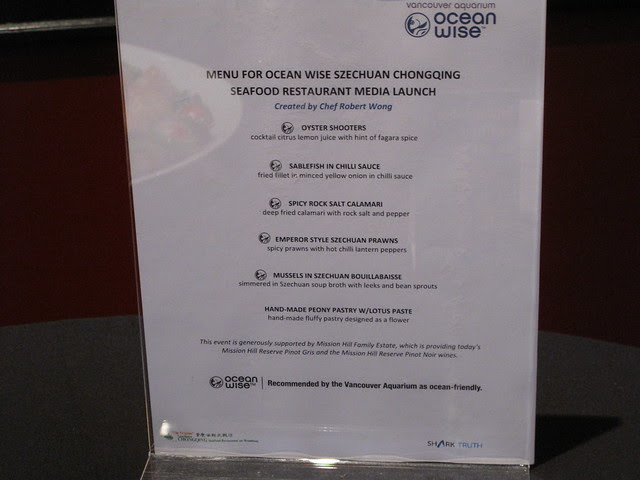 vancouver aquarium
ocean
wise™
MENU FOR OCEAN WISE SZECHUAN CHONGQING
SEAFOOD RESTAURANT MEDIA LAUNCH
Created by Chef Robert Wong
OYSTER SHOOTERS
cocktail citrus lemon juice with hint of fagara spice
SABLEFISH IN CHILLI SAUCE
fried fillet in minced yellow onion in chilli sauce
SPICY ROCK SALT CALAMARI
deep fried calamari with rock salt and pepper
EMPEROR STYLE SZECHUAN PRAWNS
spicy prawns with hot chilli lantern peppers
MUSSELS IN SZECHUAN BOUILLABAISSE
simmered in Szechuan soup broth with leeks and bean sprouts
HAND-MADE PEONY PASTRY W/LOTUS PASTE
hand-made fluffy pastry designed as a flower
This event is generously supported by Mission Hill Family Estate, which is providing today's
Mission Hill Reserve Pinot Gris and the Mission Hill Reserve Pinot Noir wines.
ocean
wise™
Recommended by the Vancouver Aquarium as ocean-friendly.
SHARK TRUTH